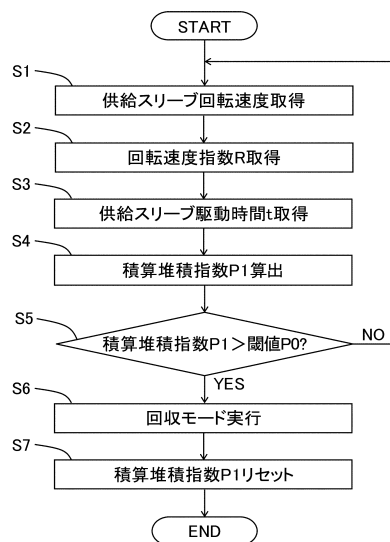 START
S1
供給スリーブ回転速度取得
S2
回転速度指数R取得
S3
供給スリーブ駆動時間t取得
S4
積算堆積指数P1算出
S5
積算堆積指数P1>閾値P0?
NO
YES
S6
回収モード実行
S7
積算堆積指数P1リセット
END